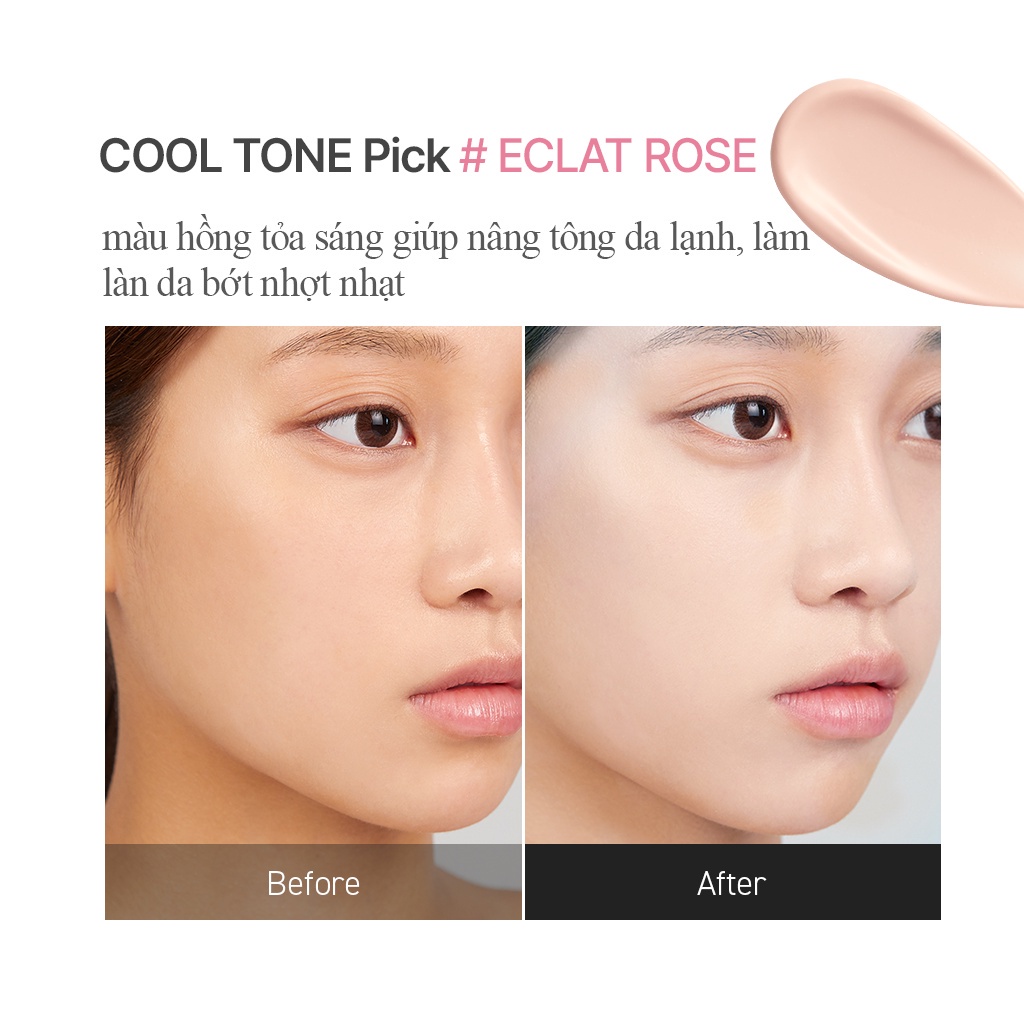 COOL TONE Pick # ECLAT ROSE
màu hồng tỏa sáng giúp nâng tông da lạnh, làm
làn da bớt nhợt nhạt
Before
After